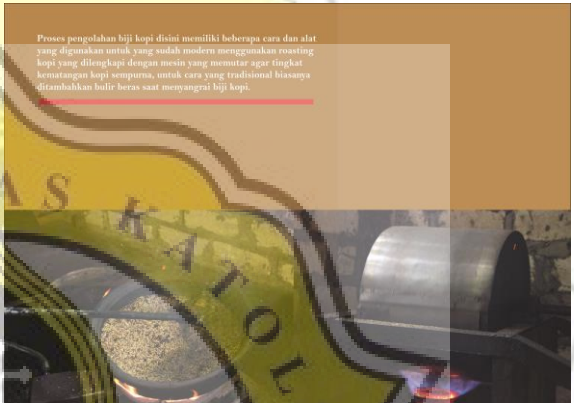 Proses pengolahan biji kopi disini memiliki beberapa cara dan alat
yang digunakan untuk yang sudah modern menggunakan roasting
kopi yang dilengkapi dengan mesin yang memutar agar tingkat
kematangan kopi sempurna, untuk cara yang tradisional biasanya
ditambahkan bulir beras saat menyangrai biji kopi.
AS KATOL